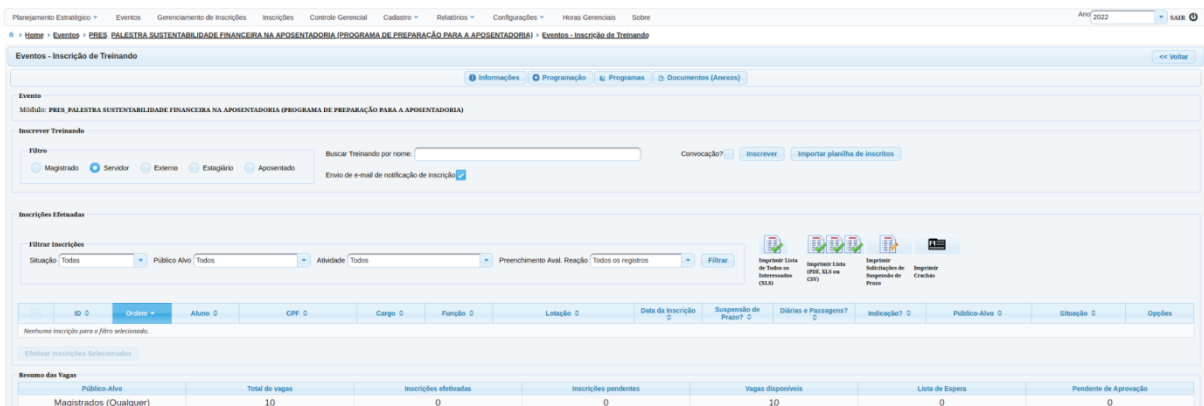 Planejamento Estratégico Eventos Gerenciamento de Inscrições Inscrições Controle Gerencial Cadastro Relatórios Configurações Horas Gerenciais Sobre Ano 2022 SAIR
Home Eventos PRES_PALESTRA SUSTENTABILIDADE FINANCEIRA NA APOSENTADORIA (PROGRAMA DE PREPARAÇÃO PARA A APOSENTADORIA) Eventos - Inscrição de Treinando
Eventos - Inscrição de Treinando << Voltar
Informações Programação Programas Documentos (Anexos)
Evento
Módulo: PRES_PALESTRA SUSTENTABILIDADE FINANCEIRA NA APOSENTADORIA (PROGRAMA DE PREPARAÇÃO PARA A APOSENTADORIA)
Inscrever Treinando
Filtro
Magistrado Servidor Externo Estagiário Aposentado
Buscar Treinando por nome: Convocação? Inscrever Importar planilha de inscritos
Envio de e-mail de notificação de inscrição
Inscrições Efetuadas
Filtrar Inscrições
Situação Todas Público Alvo Todos Atividade Todos Preenchimento Aval. Reação Todos os registros Filtrar
Imprimir Lista de Todos os Interessados (XLS)
Imprimir Lista (PDF, XLS ou CSV)
Imprimir Solicitações de Suspensão de Prazo
Imprimir Crachás
ID Ordem Aluno CPF Cargo Função Lotação Data da Inscrição Suspensão de Prazo? Diárias e Passagens? Indicação? Público-Alvo Situação Opções
Nenhuma inscrição para o filtro selecionado.
Efetivar Inscrições Selecionadas
Resumo das Vagas
Público-Alvo Total de vagas Inscrições efetivadas Inscrições pendentes Vagas disponíveis Lista de Espera Pendente de Aprovação
Magistrados (Qualquer) 10 0 0 10 0 0